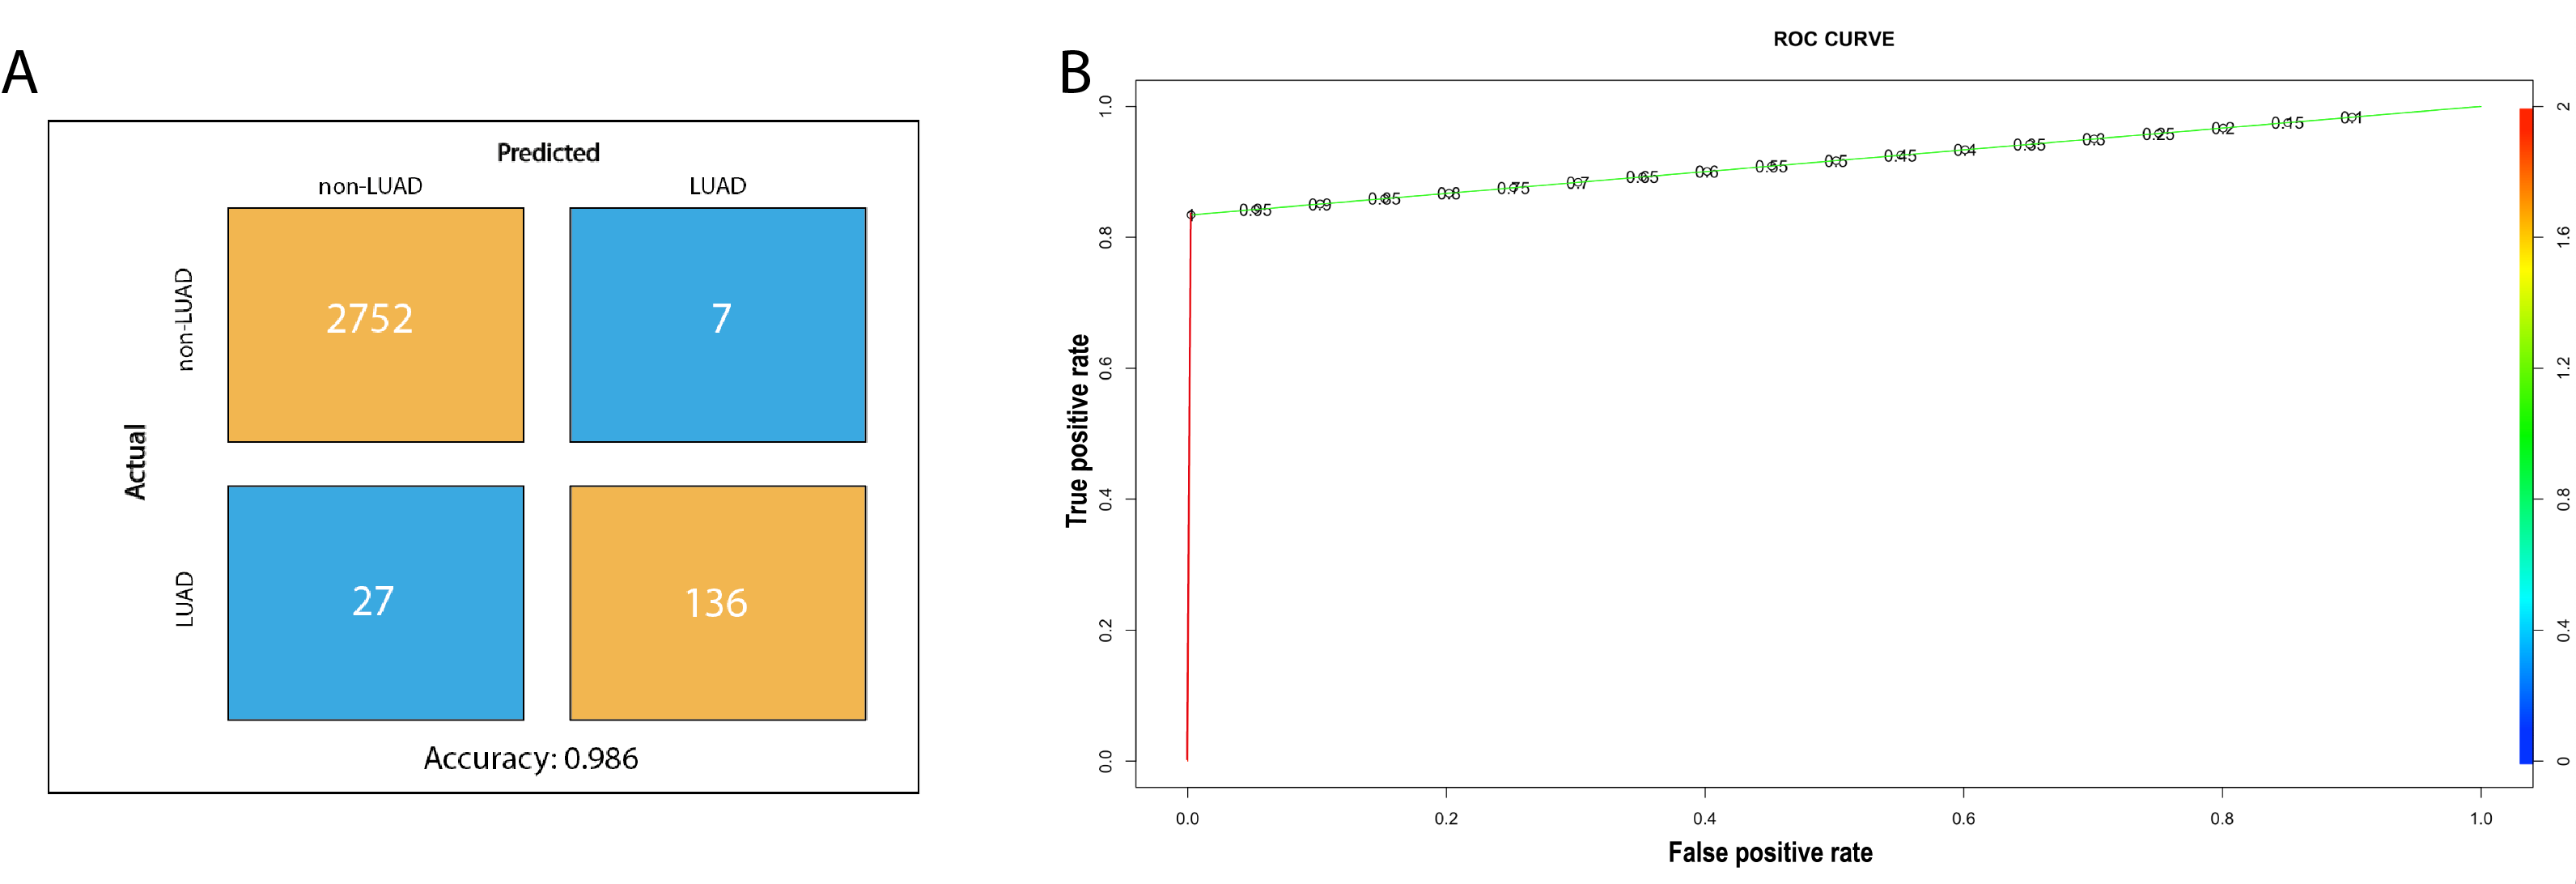 A
Predicted
non-LUAD LUAD
Actual
non-LUAD
2752 7
LUAD
27 136
Accuracy: 0.986
B
ROC CURVE
True positive rate
1.0
0.8
0.6
0.4
0.2
0.0
1 0.95 0.9 0.85 0.8 0.75 0.7 0.65 0.6 0.55 0.5 0.45 0.4 0.35 0.3 0.25 0.2 0.15 0.1
2
1.6
1.2
0.8
0.4
0
0.0 0.2 0.4 0.6 0.8 1.0
False positive rate